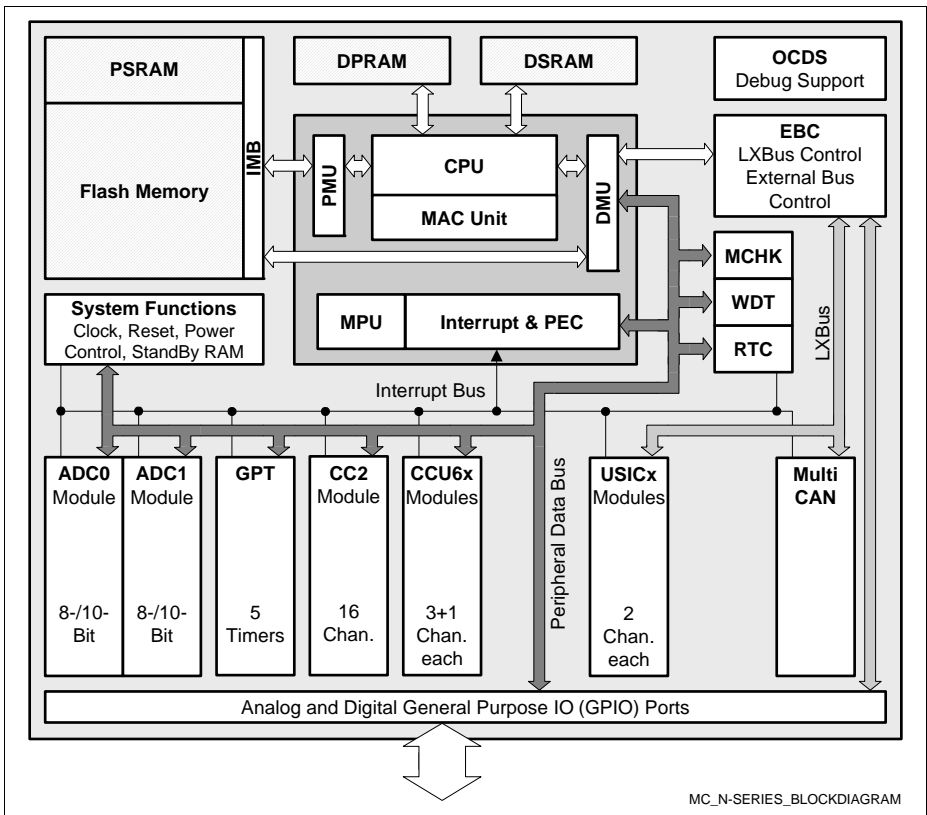 PSRAM
Flash Memory
IMB
DPRAM
DSRAM
OCDS
Debug Support
PMU
CPU
MAC Unit
DMU
EBC
LXBus Control
External Bus
Control
MPU
Interrupt & PEC
MCHK
WDT
RTC
LXBus
System Functions
Clock, Reset, Power
Control, StandBy RAM
Interrupt Bus
Peripheral Data Bus
ADC0
Module
8-/10-
Bit
ADC1
Module
8-/10-
Bit
GPT
5
Timers
CC2
Module
16
Chan.
CCU6x
Modules
3+1
Chan.
each
USICx
Modules
2
Chan.
each
Multi
CAN
Analog and Digital General Purpose IO (GPIO) Ports
MC_N-SERIES_BLOCKDIAGRAM